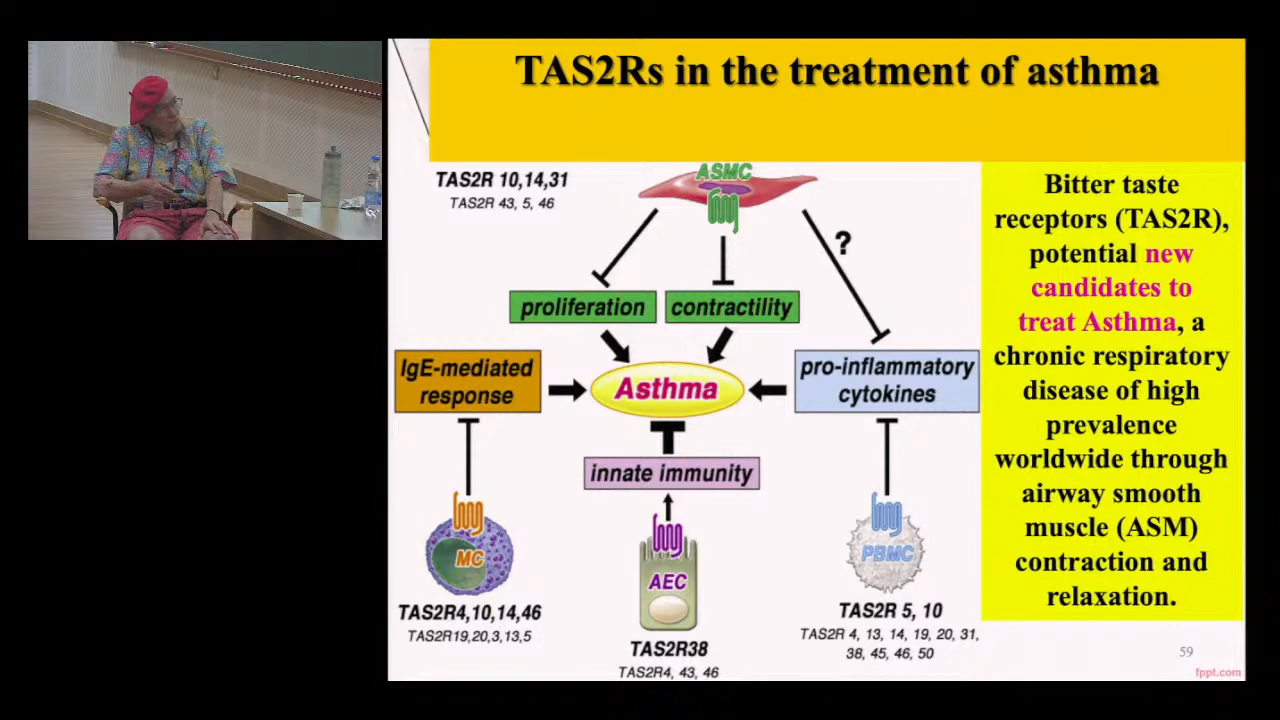 TAS2Rs in the treatment of asthma
TAS2R 10,14,31
TAS2R 43, 5, 46
ASMC
?
proliferation
contractility
IgE-mediated
response
Asthma
pro-inflammatory
cytokines
innate immunity
MC
AEC
PBMC
TAS2R4,10,14,46
TAS2R19,20,3,13,5
TAS2R38
TAS2R4, 43, 46
TAS2R 5, 10
TAS2R 4, 13, 14, 19, 20, 31,
38, 45, 46, 50
Bitter taste
receptors (TAS2R),
potential new
candidates to
treat Asthma, a
chronic respiratory
disease of high
prevalence
worldwide through
airway smooth
muscle (ASM)
contraction and
relaxation.
59
fppt.com